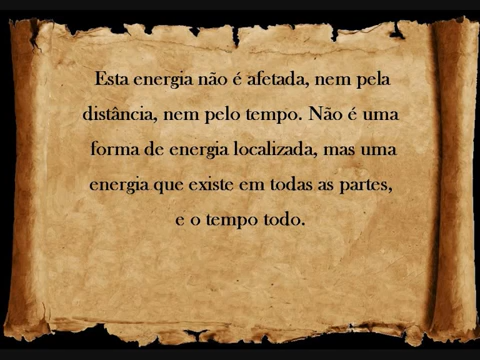 Esta energia não é afetada, nem pela
distância, nem pelo tempo. Não é uma
forma de energia localizada, mas uma
energia que existe em todas as partes,
e o tempo todo.